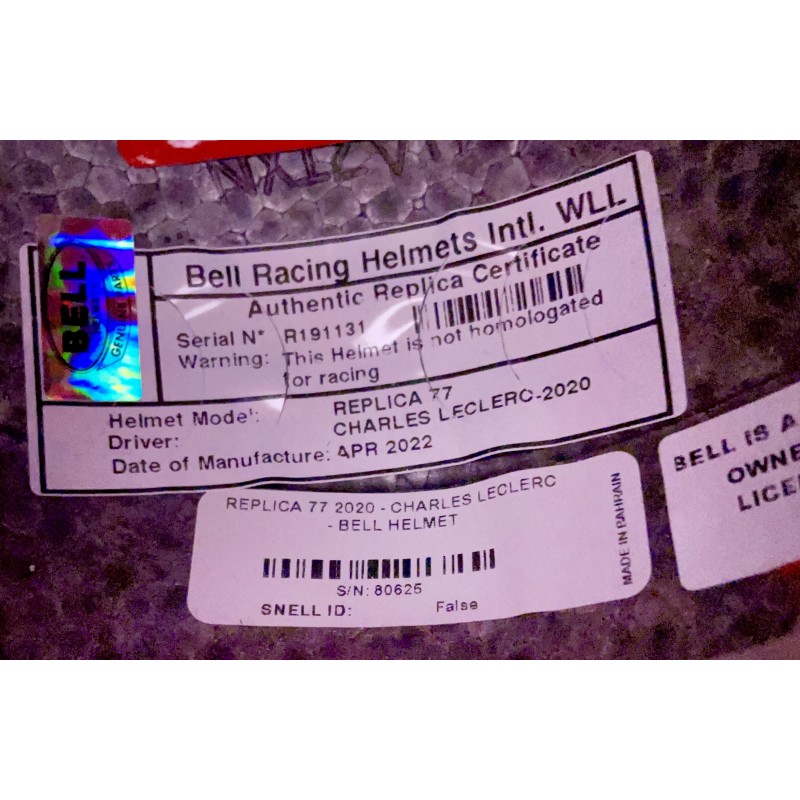 BELL
Bell Racing Helmets Intl. WLL
Authentic Replica Certificate
Serial N° R191131
Warning: This Helmet is not homologated
for racing
Helmet Model: REPLICA 77
Driver: CHARLES LECLERC-2020
Date of Manufacture: APR 2022
REPLICA 77 2020 - CHARLES LECLERC
- BELL HELMET
S/N: 80625
SNELL ID: False
MADE IN BAHRAIN
BELL IS A
OWNE
LICE